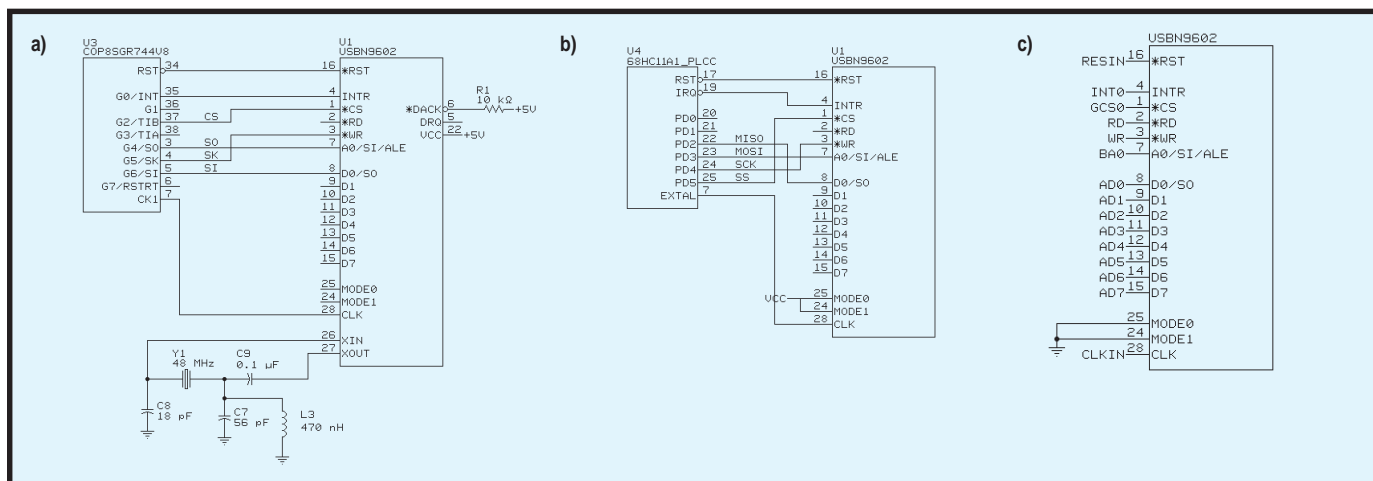 a)
U3
COP8SGR744V8
RST 34
G0/INT 35
G1 36
G2/TIB 37 CS
G3/TIA 38
G4/SO 3 SO
G5/SK 4 SK
G6/SI 5 SI
G7/RSTRT 6
CK1 7
U1
USBN9602
16 *RST
4 INTR
1 *CS
2 *RD
3 *WR
7 A0/SI/ALE
8 D0/SO
9 D1
10 D2
11 D3
12 D4
13 D5
14 D6
15 D7
25 MODE0
24 MODE1
28 CLK
26 XIN
27 XOUT
*DACK 6
DRQ 5
VCC 22 +5V
R1
10 kΩ
+5V
Y1
48 MHz
C9
0.1 µF
C8
18 pF
C7
56 pF
L3
470 nH
b)
U4
68HC11A1_PLCC
RST 17
IRQ 19
PD0 20
PD1 21
PD2 22 MISO
PD3 23 MOSI
PD4 24 SCK
PD5 25 SS
EXTAL 7
U1
USBN9602
16 *RST
4 INTR
1 *CS
2 *RD
3 *WR
7 A0/SI/ALE
8 D0/SO
9 D1
10 D2
11 D3
12 D4
13 D5
14 D6
15 D7
VCC 25 MODE0
24 MODE1
28 CLK
c)
USBN9602
RESIN 16 *RST
INT0 4 INTR
GCS0 1 *CS
RD 2 *RD
WR 3 *WR
BA0 7 A0/SI/ALE
AD0 8 D0/SO
AD1 9 D1
AD2 10 D2
AD3 11 D3
AD4 12 D4
AD5 13 D5
AD6 14 D6
AD7 15 D7
25 MODE0
24 MODE1
CLKIN 28 CLK